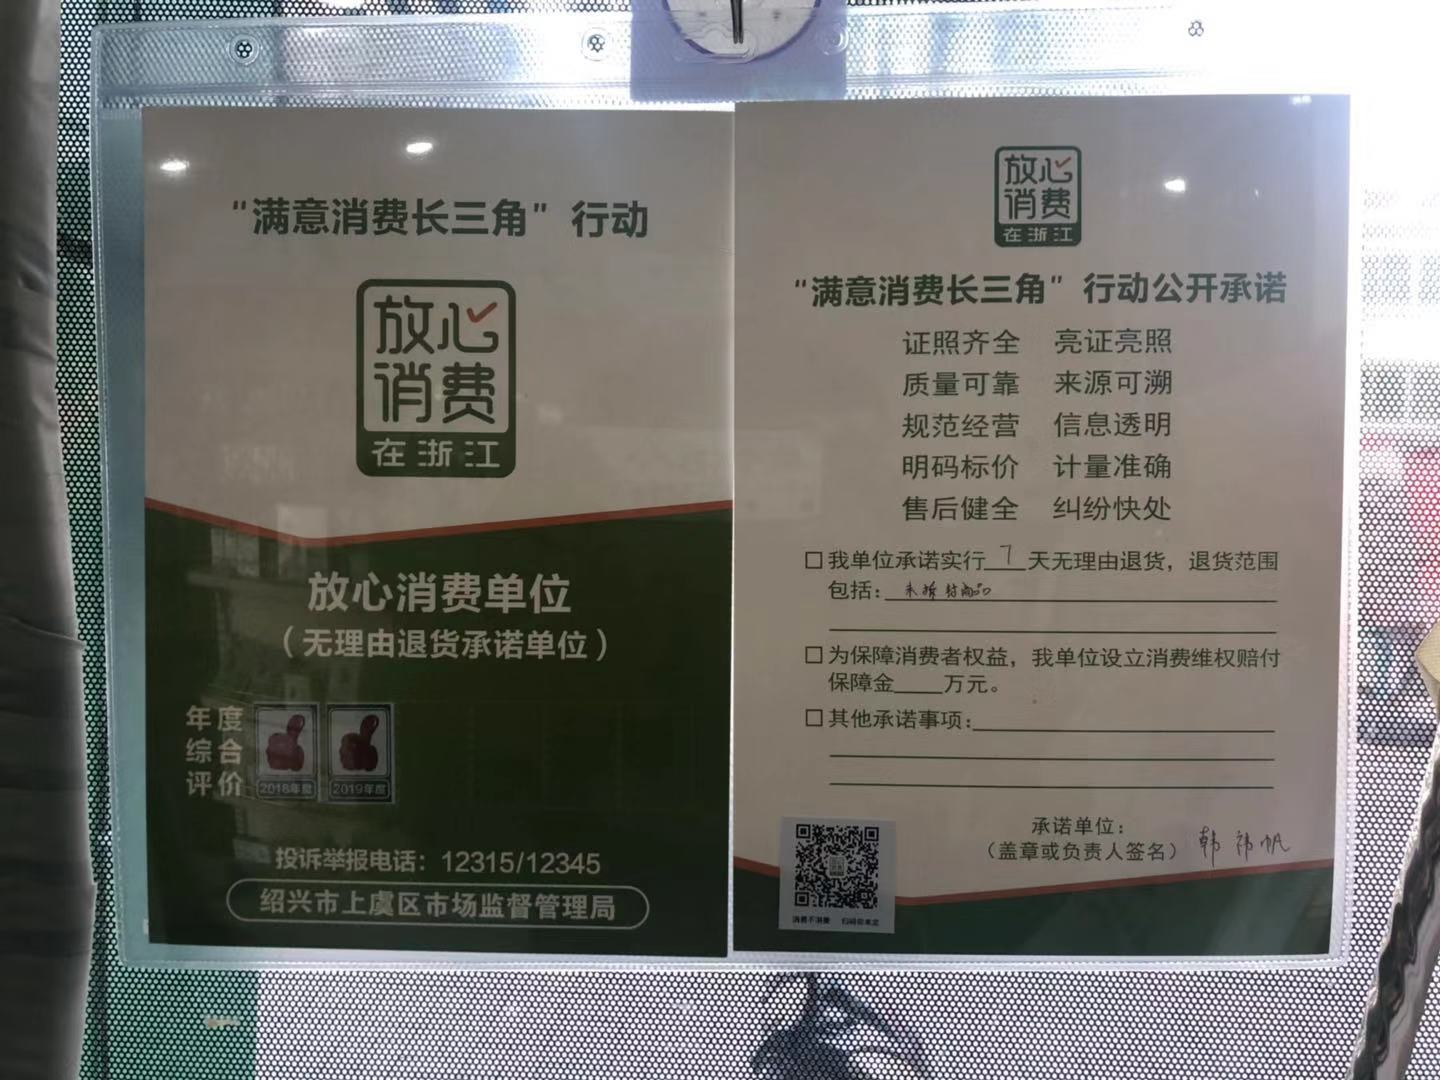 “满意消费长三角”行动
放心
消费
在浙江
放心消费单位
（无理由退货承诺单位）
年度
综合
评价
2018年度
2019年度
投诉举报电话：12315/12345
绍兴市上虞区市场监督管理局
放心
消费
在浙江
“满意消费长三角”行动公开承诺
证照齐全 亮证亮照
质量可靠 来源可溯
规范经营 信息透明
明码标价 计量准确
售后健全 纠纷快处
□我单位承诺实行7天无理由退货，退货范围
包括：未拆封商品
□为保障消费者权益，我单位设立消费维权赔付
保障金____万元。
□其他承诺事项：
承诺单位：
（盖章或负责人签名）韩祎帆